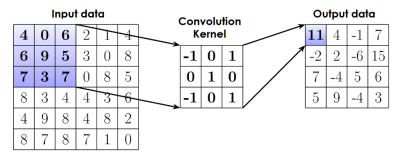 Input data
4 0 6 2 1 4
6 9 5 3 0 8
7 3 7 0 8 5
8 3 4 4 3 6
4 9 8 4 8 2
8 7 8 7 1 0
Convolution
Kernel
-1 0 1
0 1 0
-1 0 1
Output data
11 4 -1 7
-2 2 -6 15
7 -4 5 6
5 9 -4 3